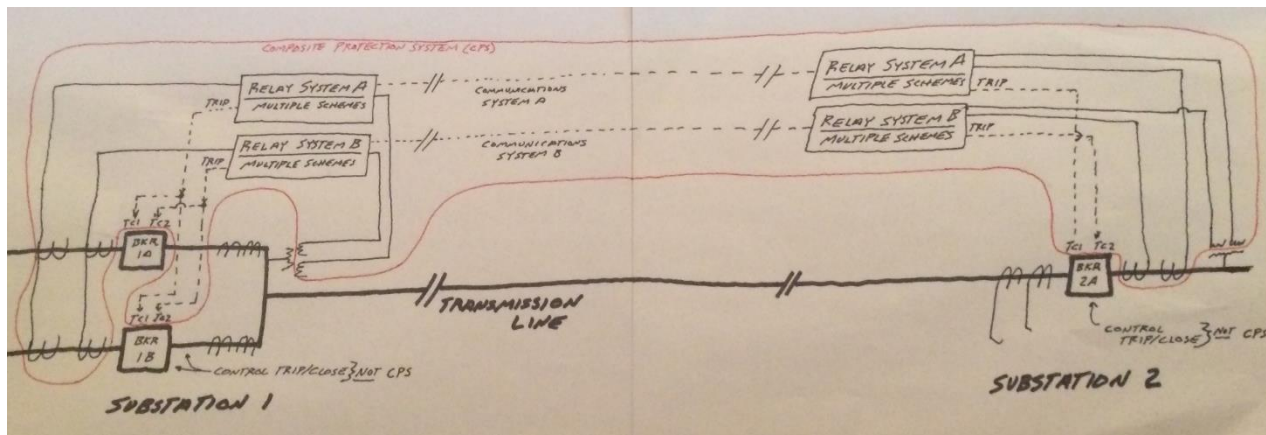 COMPOSITE PROTECTION SYSTEM (CPS)
RELAY SYSTEM A
MULTIPLE SCHEMES
TRIP
COMMUNICATIONS
SYSTEM A
RELAY SYSTEM A
MULTIPLE SCHEMES
TRIP
RELAY SYSTEM B
MULTIPLE SCHEMES
TRIP
COMMUNICATIONS
SYSTEM B
RELAY SYSTEM B
MULTIPLE SCHEMES
TRIP
TC1 TC2
BKR
1A
TC1 TC2
BKR
1B
TRANSMISSION
LINE
TC1 TC2
BKR
2A
CONTROL TRIP/CLOSE } NOT CPS
SUBSTATION 1
CONTROL
TRIP/CLOSE } NOT CPS
SUBSTATION 2